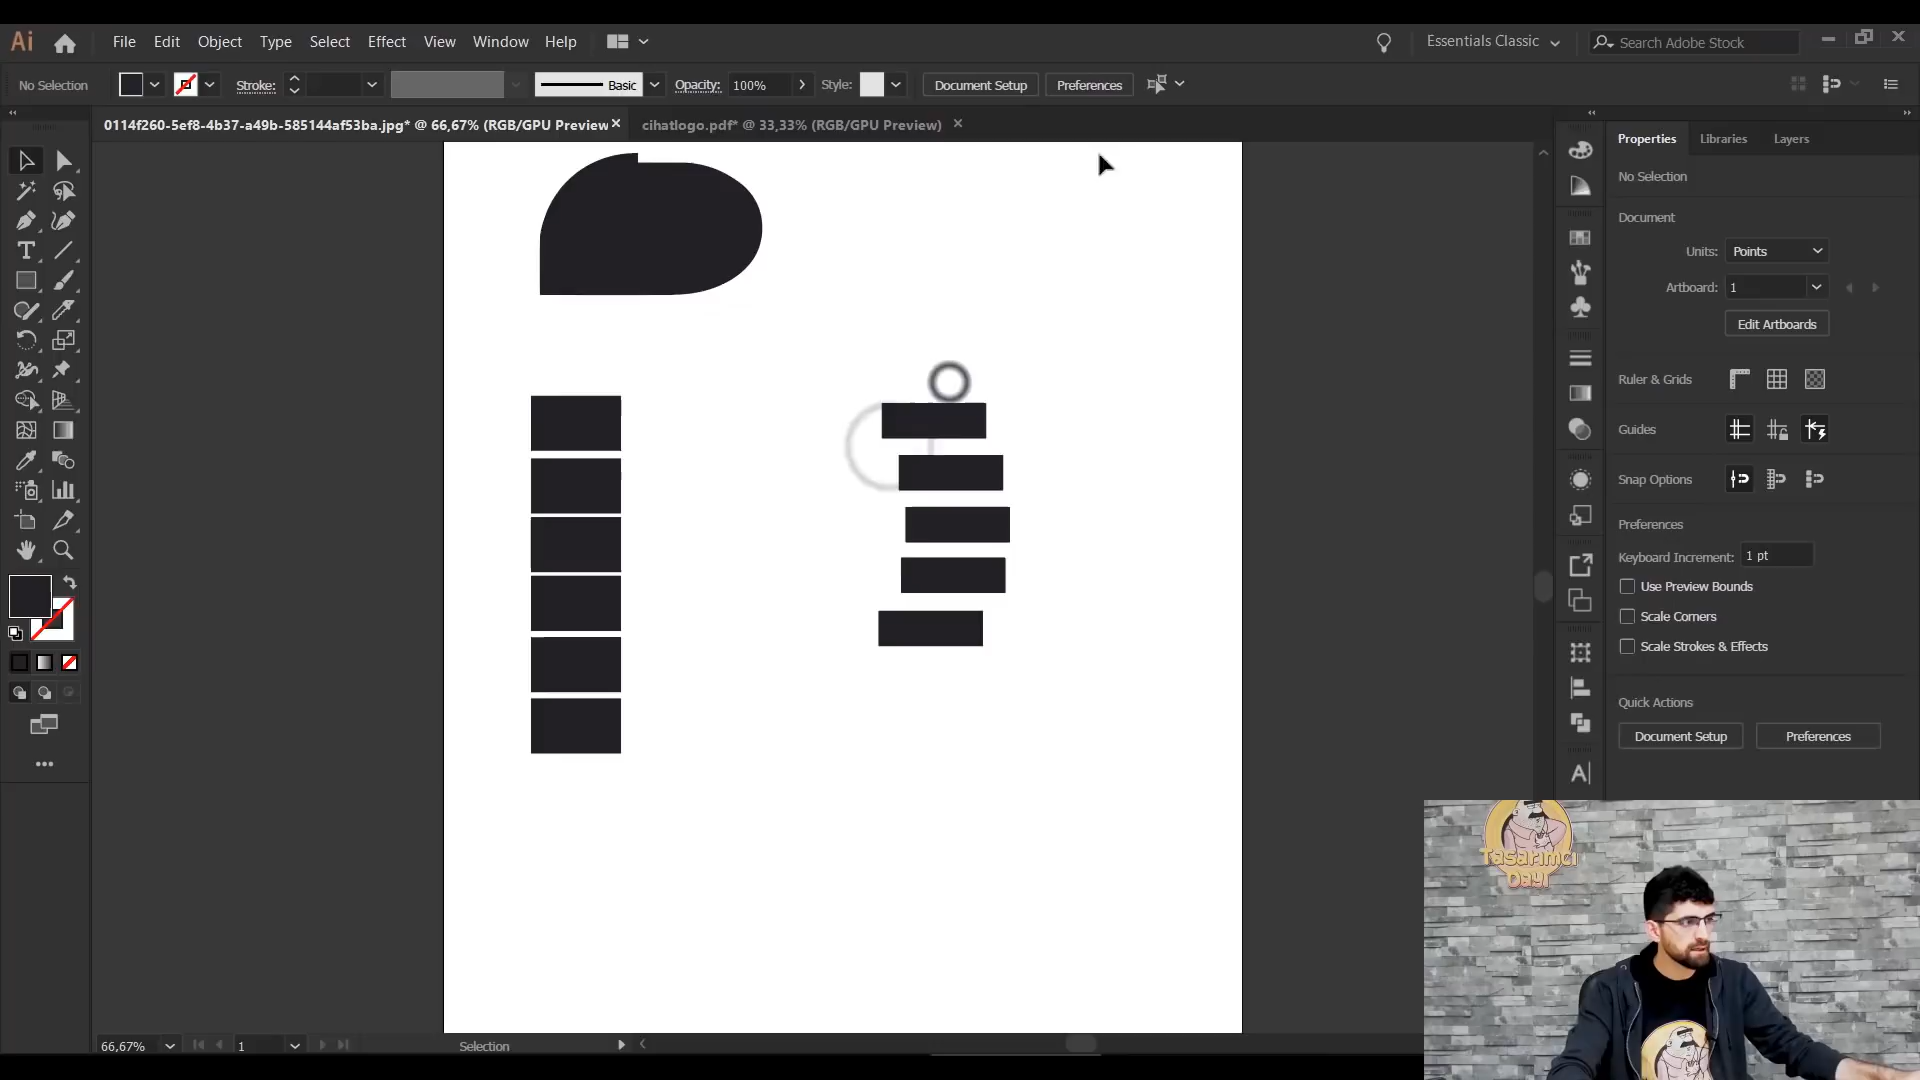 Ai File Edit Object Type Select Effect View Window Help Essentials Classic Search Adobe Stock
No Selection Stroke: Basic Opacity: 100% Style: Document Setup Preferences
0114f260-5ef8-4b37-a49b-585144af53ba.jpg* @ 66,67% (RGB/GPU Preview cihatlogo.pdf* @ 33,33% (RGB/GPU Preview)
Properties Libraries Layers
No Selection
Document
Units: Points
Artboard: 1
Edit Artboards
Ruler & Grids
Guides
Snap Options
Preferences
Keyboard Increment: 1 pt
Use Preview Bounds
Scale Corners
Scale Strokes & Effects
Quick Actions
Document Setup Preferences
Tasarımcı
Dayı
66,67% 1 Selection